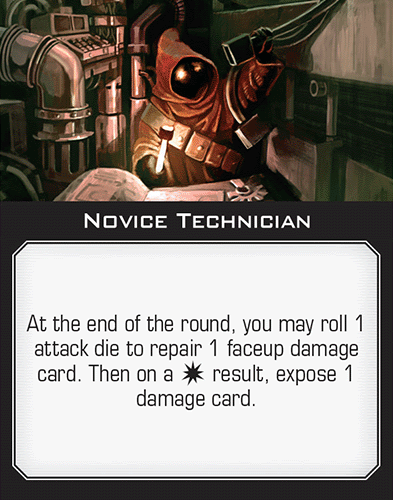 Novice Technician
At the end of the round, you may roll 1
attack die to repair 1 faceup damage
card. Then on a result, expose 1
damage card.